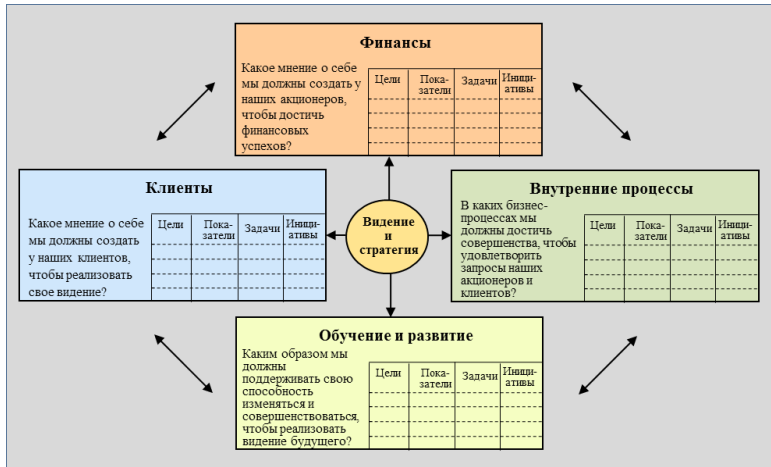 Финансы
Какое мнение о себе
мы должны создать у
наших акционеров,
чтобы достичь
финансовых
успехов?
Цели
Пока-
затели
Задачи
Иници-
ативы
Клиенты
Какое мнение о себе
мы должны создать
у наших клиентов,
чтобы реализовать
свое видение?
Цели
Пока-
затели
Задачи
Иници-
ативы
Видение
и
стратегия
Внутренние процессы
В каких бизнес-
процессах мы
должны достичь
совершенства, чтобы
удовлетворить
запросы наших
акционеров и
клиентов?
Цели
Пока-
затели
Задачи
Иници-
ативы
Обучение и развитие
Каким образом мы
должны
поддерживать свою
способность
изменяться и
совершенствоваться,
чтобы реализовать
видение будущего?
Цели
Пока-
затели
Задачи
Иници-
ативы